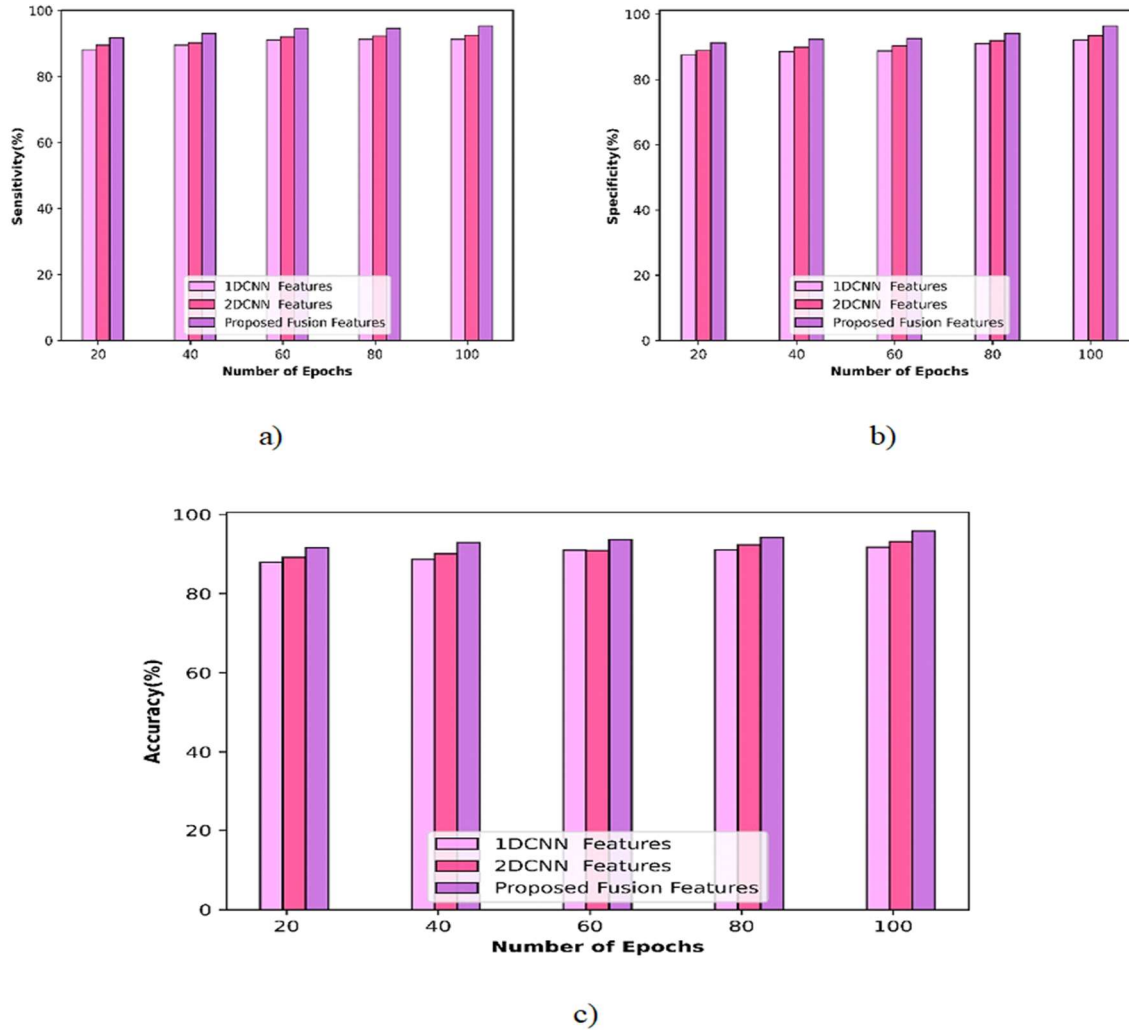 100
80
60
40
20
0
Sensitivity(%)
1DCNN Features
2DCNN Features
Proposed Fusion Features
20 40 60 80 100
Number of Epochs
a)
100
80
60
40
20
0
Specificity(%)
1DCNN Features
2DCNN Features
Proposed Fusion Features
20 40 60 80 100
Number of Epochs
b)
100
80
60
40
20
0
Accuracy(%)
1DCNN Features
2DCNN Features
Proposed Fusion Features
20 40 60 80 100
Number of Epochs
c)